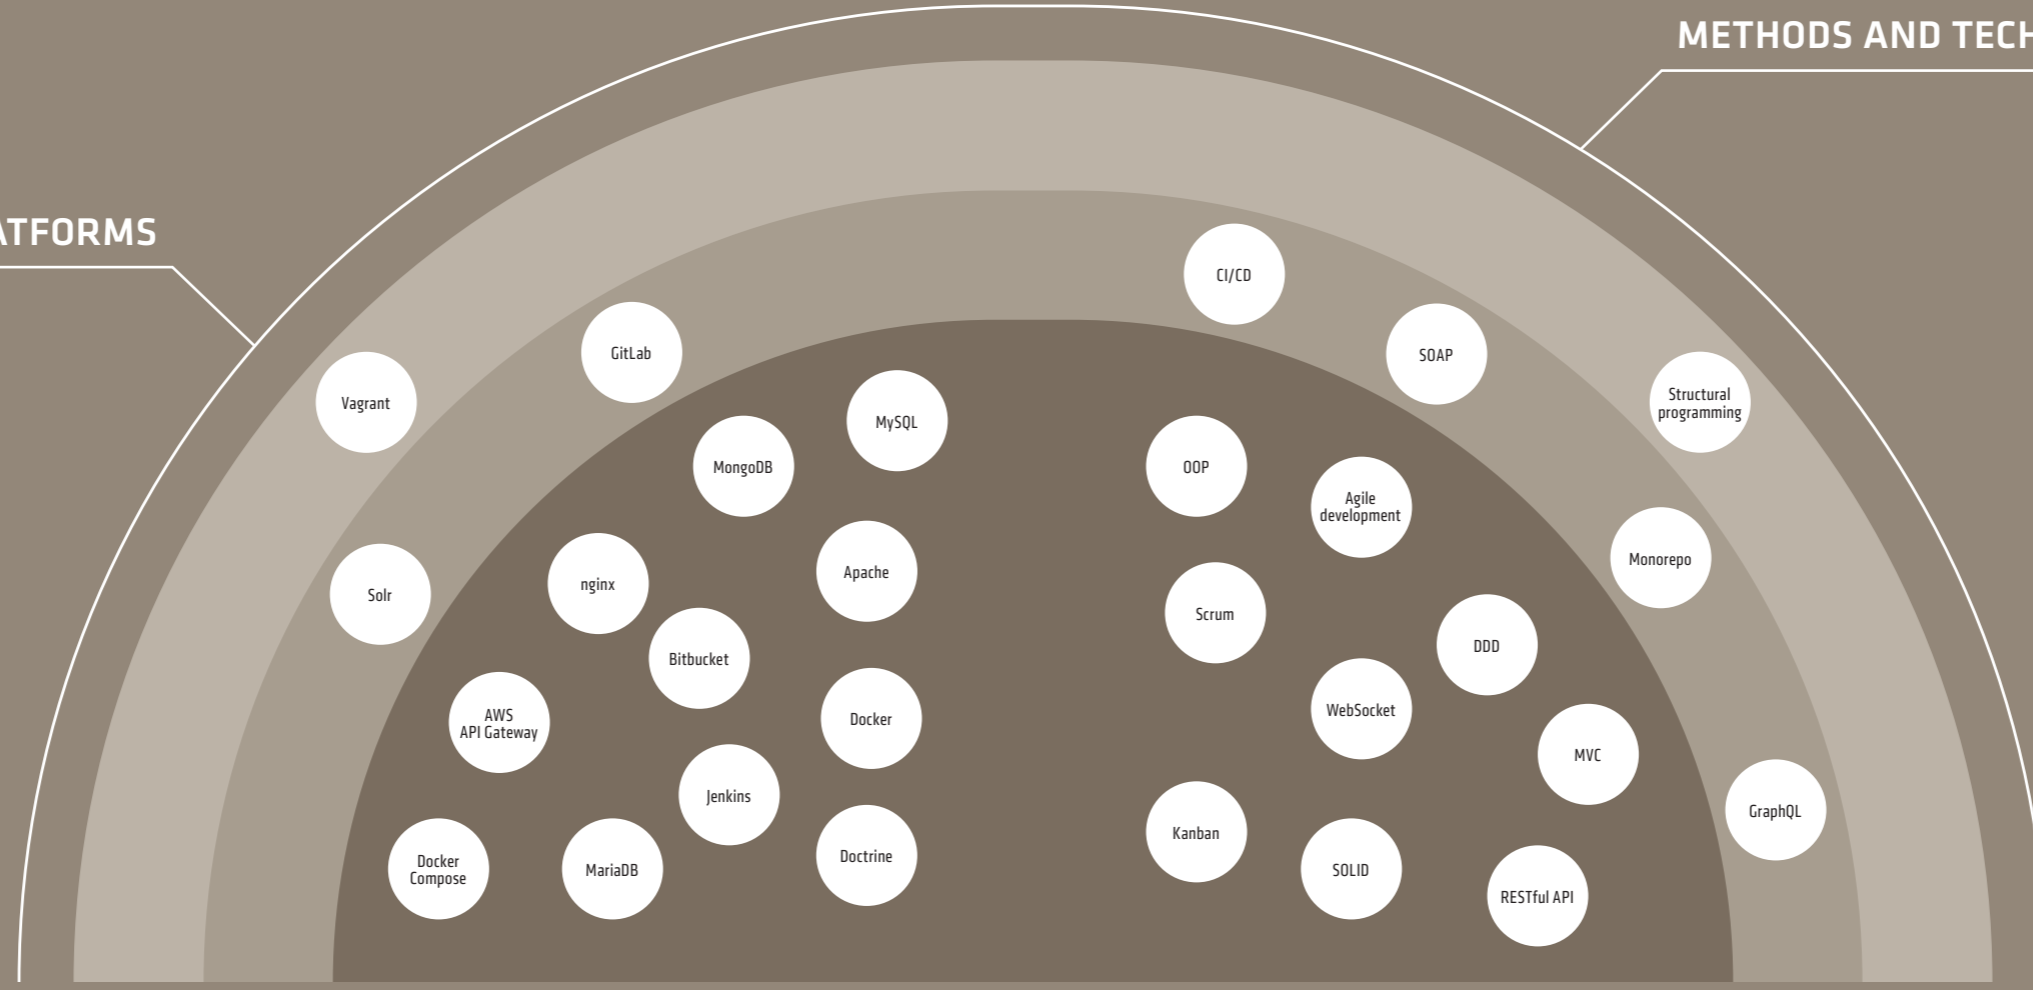 METHODS AND TECH
ATFORMS
CI/CD
GitLab
SOAP
Vagrant
Structural
programming
MySQL
MongoDB
OOP
Agile
development
Monorepo
Apache
nginx
Solr
Scrum
DDD
Bitbucket
WebSocket
AWS
API Gateway
Docker
MVC
Jenkins
GraphQL
Kanban
Doctrine
Docker
Compose
MariaDB
SOLID
RESTful API